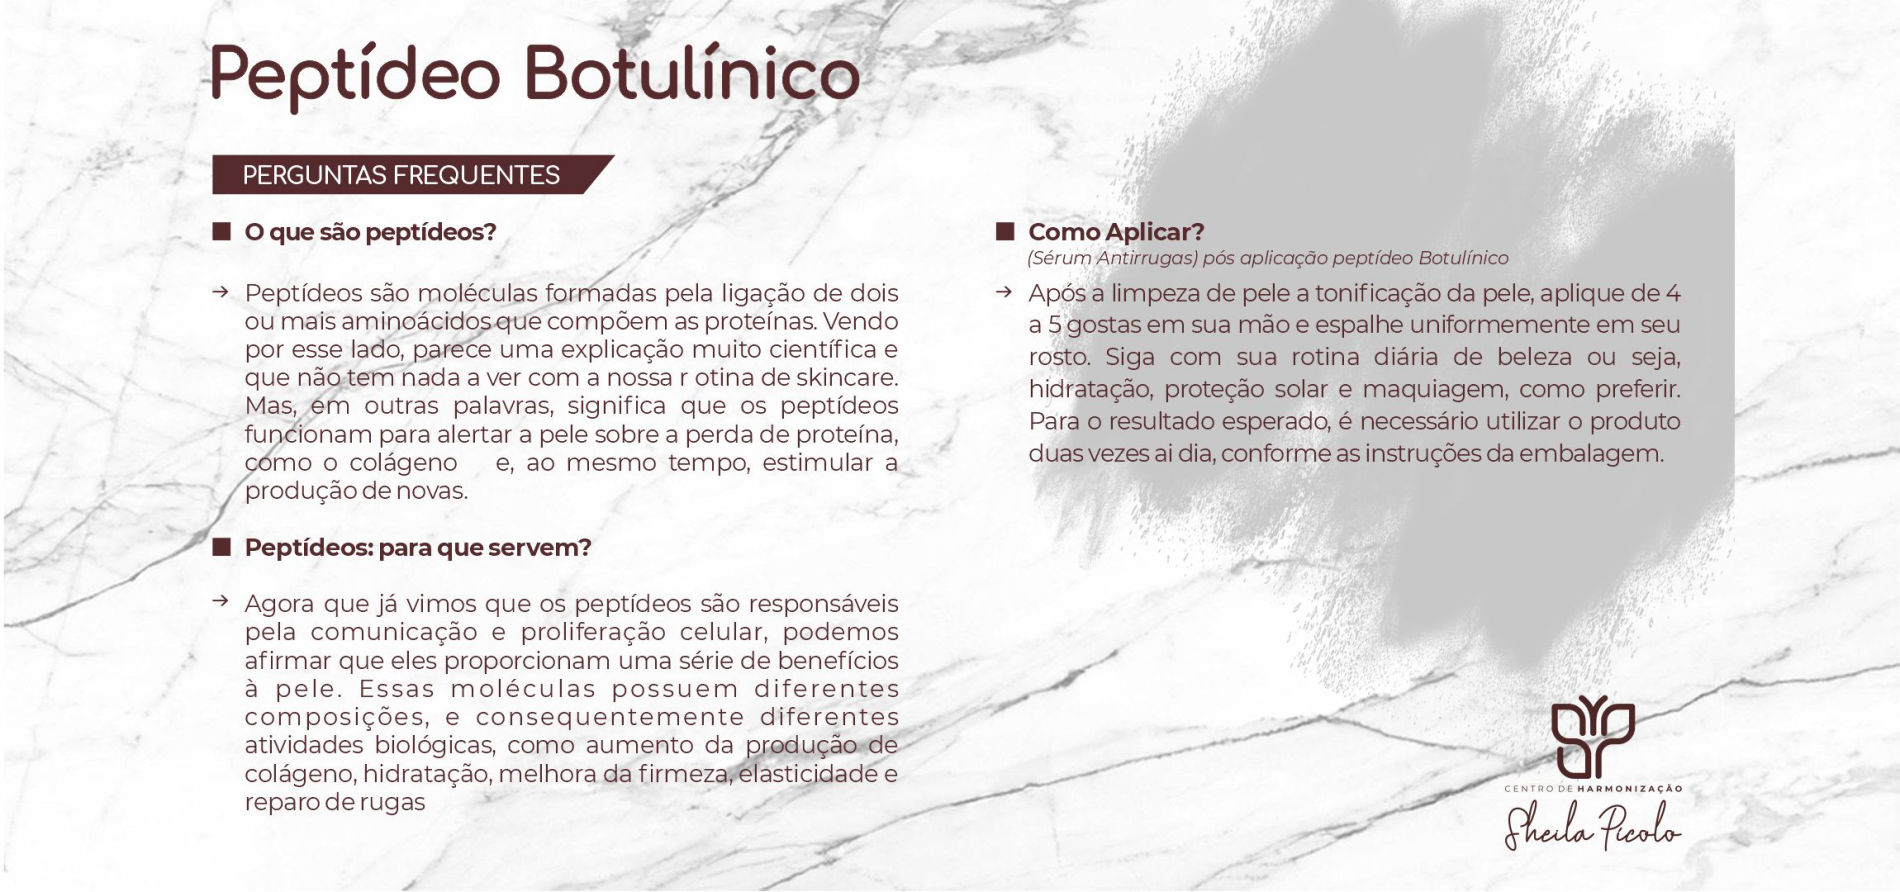 Peptídeo Botulínico
PERGUNTAS FREQUENTES
O que são peptídeos?
Peptídeos são moléculas formadas pela ligação de dois
ou mais aminoácidos que compõem as proteínas. Vendo
por esse lado, parece uma explicação muito científica e
que não tem nada a ver com a nossa r otina de skincare.
Mas, em outras palavras, significa que os peptídeos
funcionam para alertar a pele sobre a perda de proteína,
como o colágeno e, ao mesmo tempo, estimular a
produção de novas.
Peptídeos: para que servem?
Agora que já vimos que os peptídeos são responsáveis
pela comunicação e proliferação celular, podemos
afirmar que eles proporcionam uma série de benefícios
à pele. Essas moléculas possuem diferentes
composições, e consequentemente diferentes
atividades biológicas, como aumento da produção de
colágeno, hidratação, melhora da firmeza, elasticidade e
reparo de rugas
Como Aplicar?
(Sérum Antirrugas) pós aplicação peptídeo Botulínico
Após a limpeza de pele a tonificação da pele, aplique de 4
a 5 gostas em sua mão e espalhe uniformemente em seu
rosto. Siga com sua rotina diária de beleza ou seja,
hidratação, proteção solar e maquiagem, como preferir.
Para o resultado esperado, é necessário utilizar o produto
duas vezes ai dia, conforme as instruções da embalagem.
CENTRO DE HARMONIZAÇÃO
Sheila Picolo